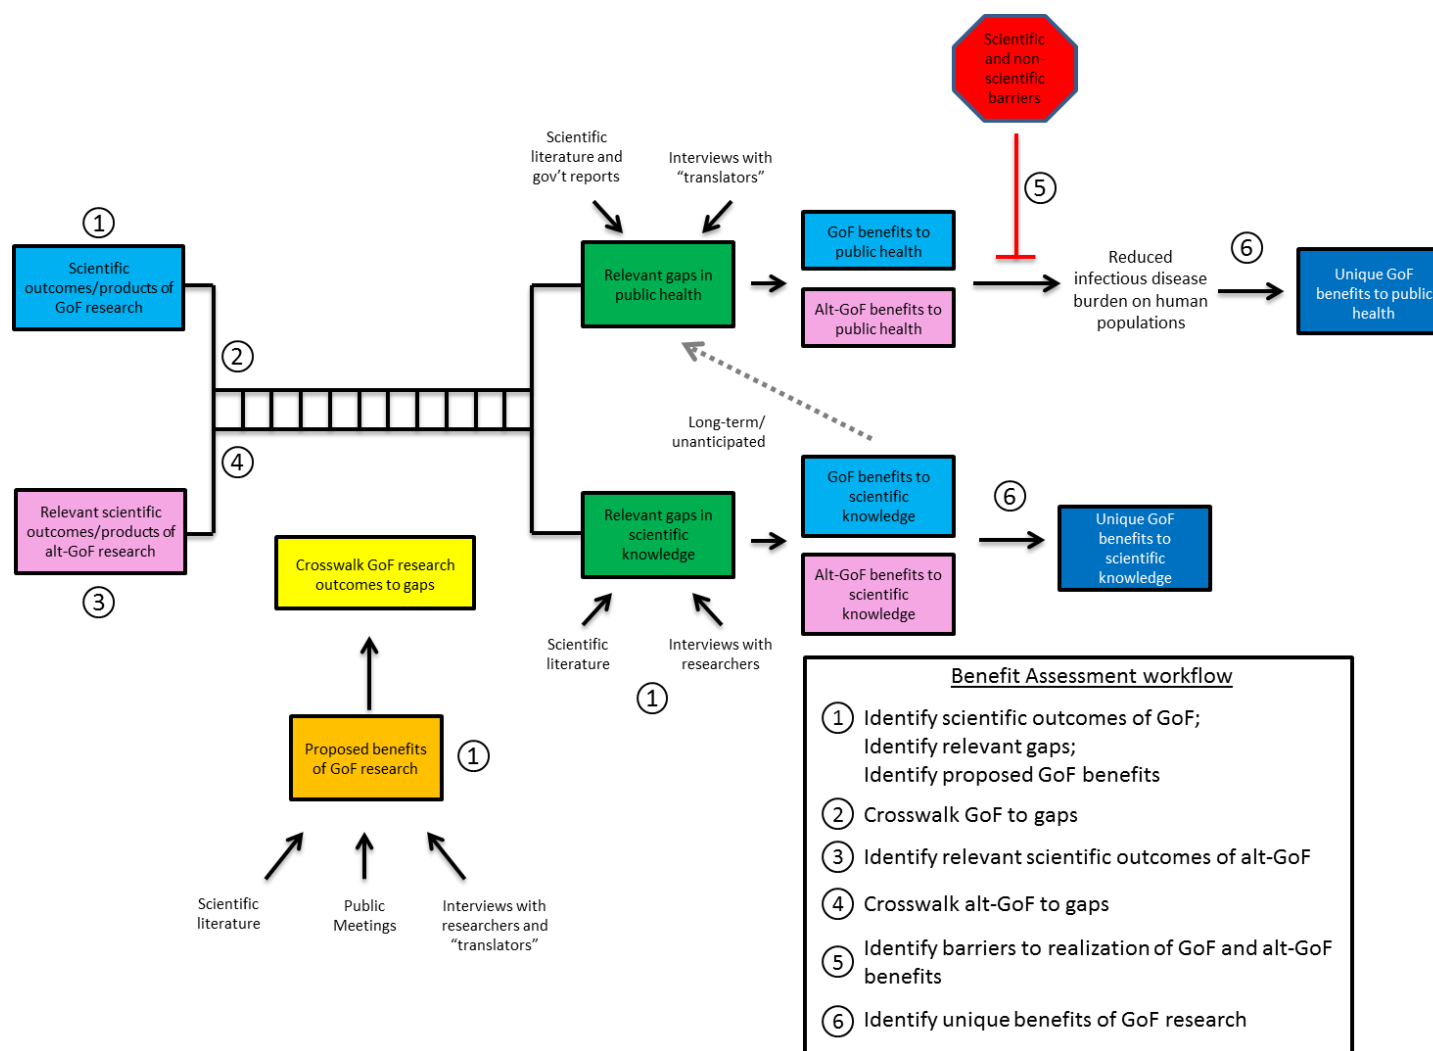 Scientific
and non-
scientific
barriers
Scientific
literature and
gov't reports
Interviews with
“translators”
5
1
Scientific
outcomes/products of
GoF research
Relevant gaps in
public health
GoF benefits to
public health
Alt-GoF benefits to
public health
Reduced
infectious disease
burden on human
populations
6
Unique GoF
benefits to public
health
2
4
Long-term/
unanticipated
Relevant scientific
outcomes/products of
alt-GoF research
3
Crosswalk GoF research
outcomes to gaps
Relevant gaps in
scientific
knowledge
GoF benefits to
scientific
knowledge
Alt-GoF benefits to
scientific
knowledge
6
Unique GoF
benefits to
scientific
knowledge
Scientific
literature
Interviews with
researchers
1
Proposed benefits
of GoF research
1
Scientific
literature
Public
Meetings
Interviews with
researchers and
“translators”
Benefit Assessment workflow
1 Identify scientific outcomes of GoF;
Identify relevant gaps;
Identify proposed GoF benefits
2 Crosswalk GoF to gaps
3 Identify relevant scientific outcomes of alt-GoF
4 Crosswalk alt-GoF to gaps
5 Identify barriers to realization of GoF and alt-GoF
benefits
6 Identify unique benefits of GoF research